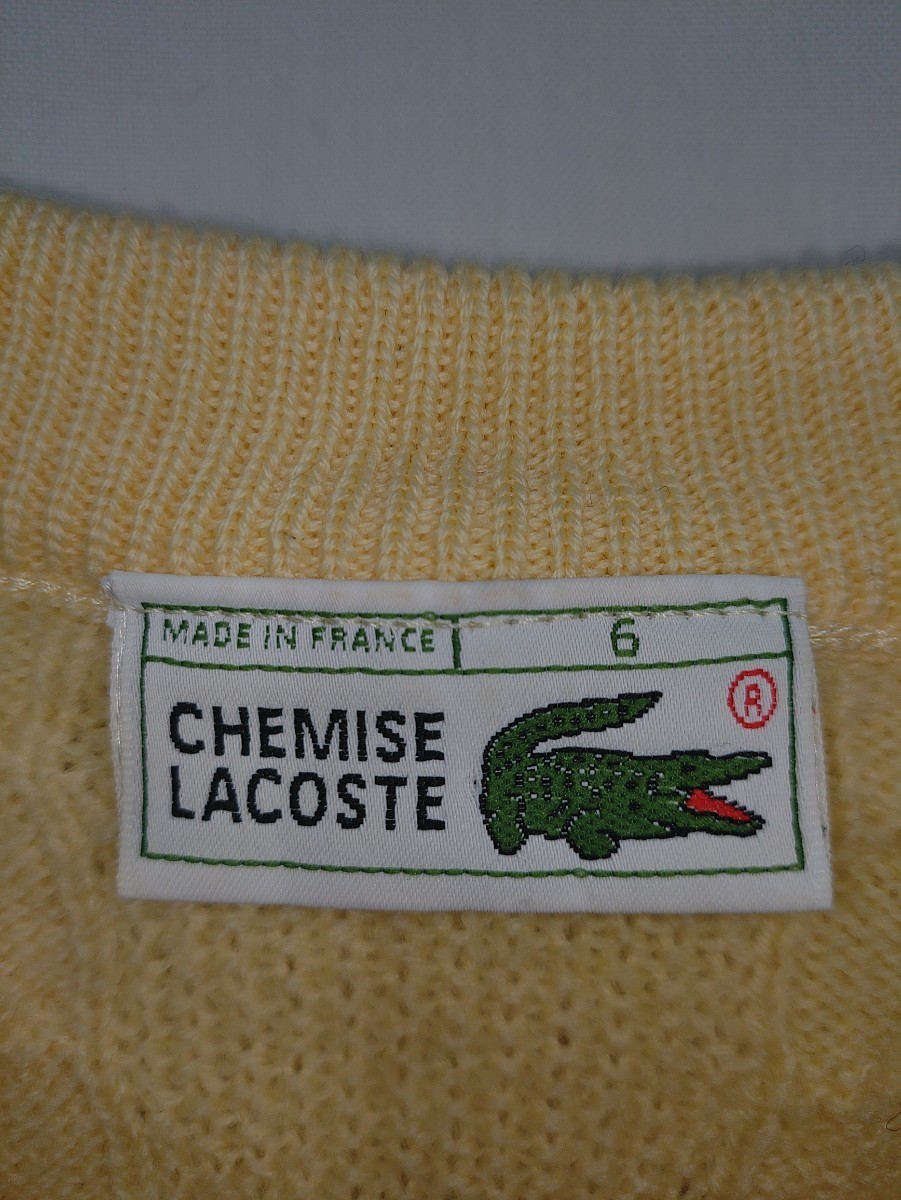 MADE IN FRANCE 6
CHEMISE
LACOSTE
®